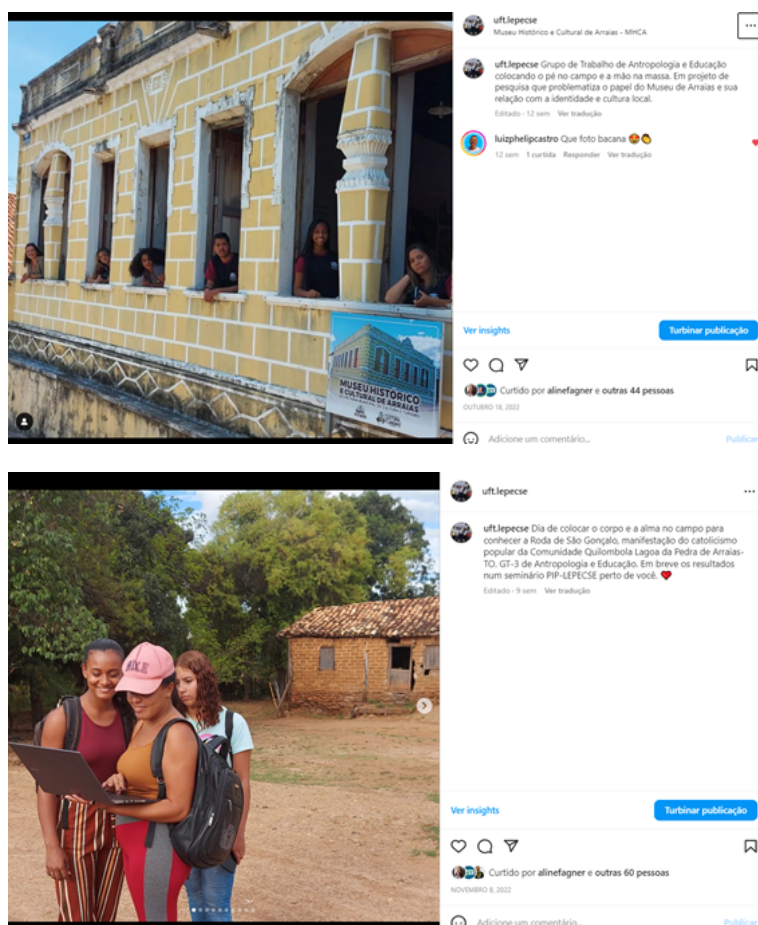 uft.lepecse
Museu Histórico e Cultural de Arraias - MHCA
uft.lepecse Grupo de Trabalho de Antropologia e Educação
colocando o pé no campo e a mão na massa. Em projeto de
pesquisa que problematiza o papel do Museu de Arraias e sua
relação com a identidade e cultura local.
Editado · 12 sem Ver tradução
luizphelipcastro Que foto bacana 🤩👏
12 sem 1 curtida Responder Ver tradução
MUSEU HISTÓRICO
E CULTURAL DE ARRAIAS
Ver insights
Turbinar publicação
Curtido por alinefagner e outras 44 pessoas
OUTUBRO 18, 2022
Adicione um comentário...
Publicar
uft.lepecse
uft.lepecse Dia de colocar o corpo e a alma no campo para
conhecer a Roda de São Gonçalo, manifestação do catolicismo
popular da Comunidade Quilombola Lagoa da Pedra de Arraias-
TO. GT-3 de Antropologia e Educação. Em breve os resultados
num seminário PIP-LEPECSE perto de você. ❤️
Editado · 9 sem Ver tradução
Ver insights
Turbinar publicação
Curtido por alinefagner e outras 60 pessoas
NOVEMBRO 8, 2022
Adicione um comentário...
Publicar